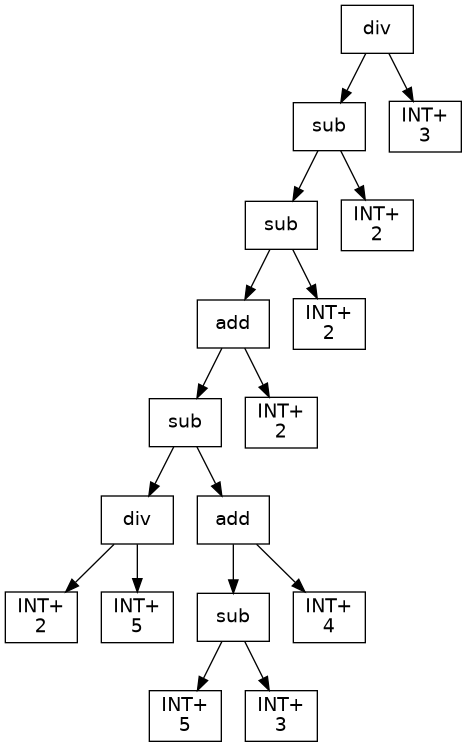 div
sub
INT+
3
sub
INT+
2
add
INT+
2
sub
INT+
2
div
add
INT+
2
INT+
5
sub
INT+
4
INT+
5
INT+
3